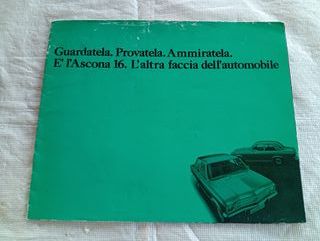 Guardatela. Provatela. Ammiratela.
E' l'Ascona 16. L'altra faccia dell'automobile